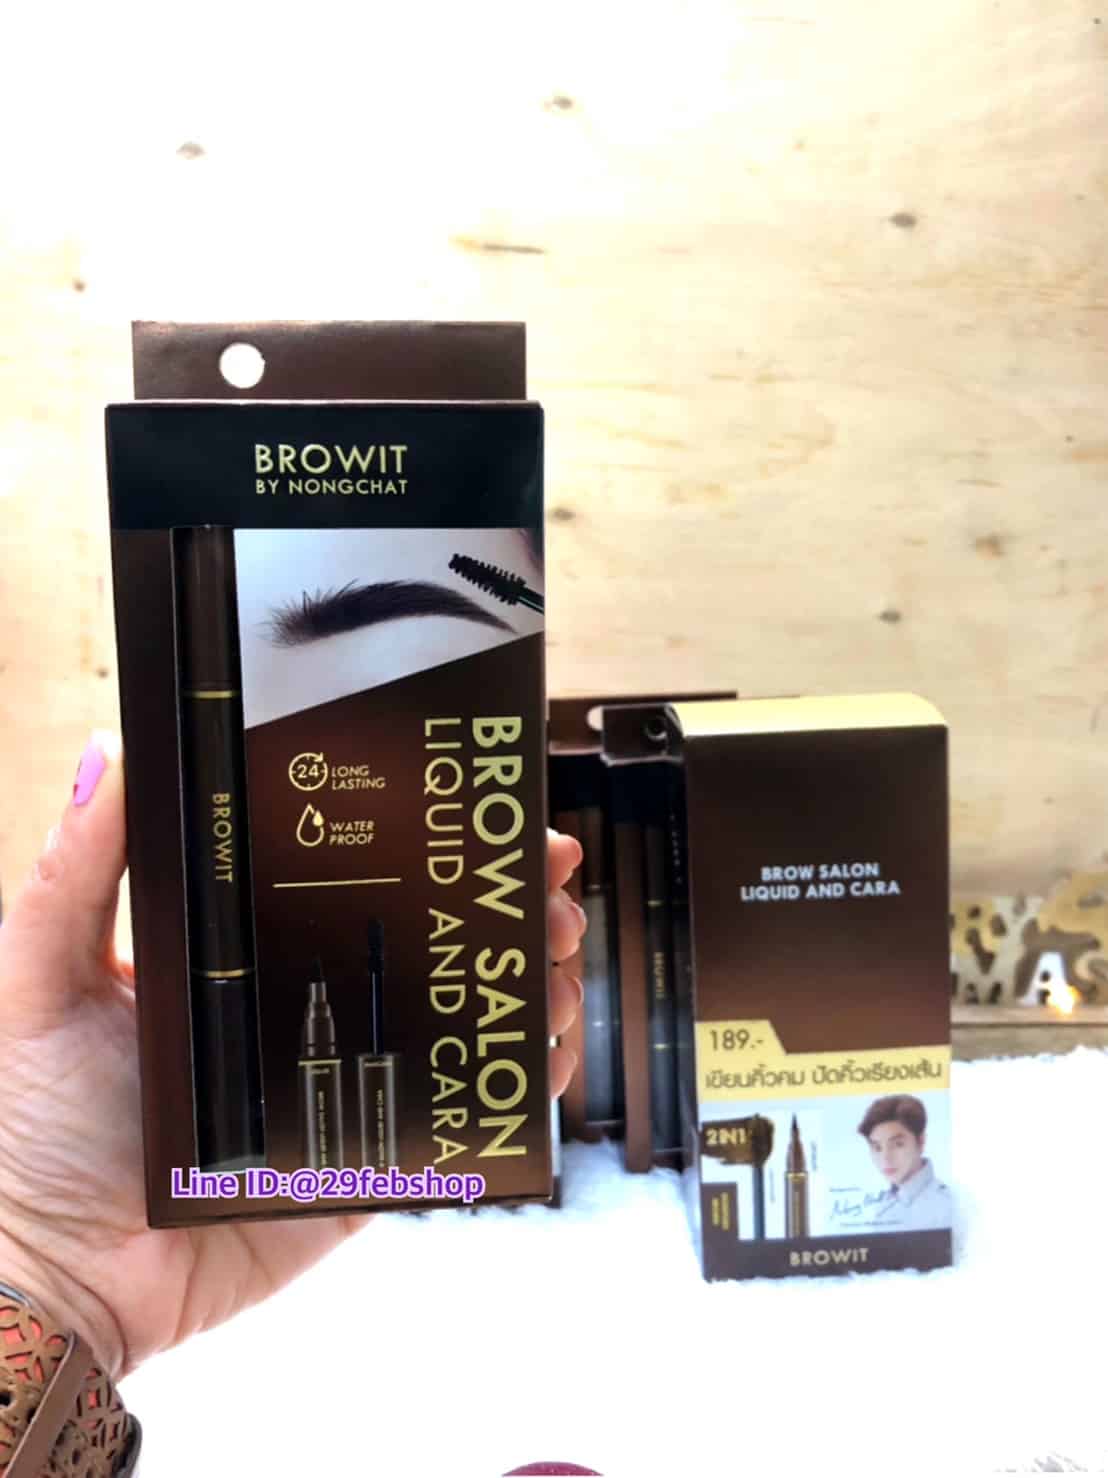 BROWIT
BY NONGCHAT
BROWIT
24 LONG
LASTING
WATER
PROOF
BROW SALON
LIQUID AND CARA
Line ID:@29febshop
BROWIT
BROW SALON
LIQUID AND CARA
189.-
เขียนคิ้วคม ปัดคิ้วเรียงเส้น
2IN1
BROWIT